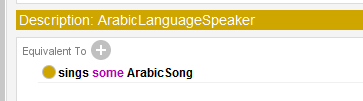 Description: ArabicLanguageSpeaker
Equivalent To
sings some ArabicSong